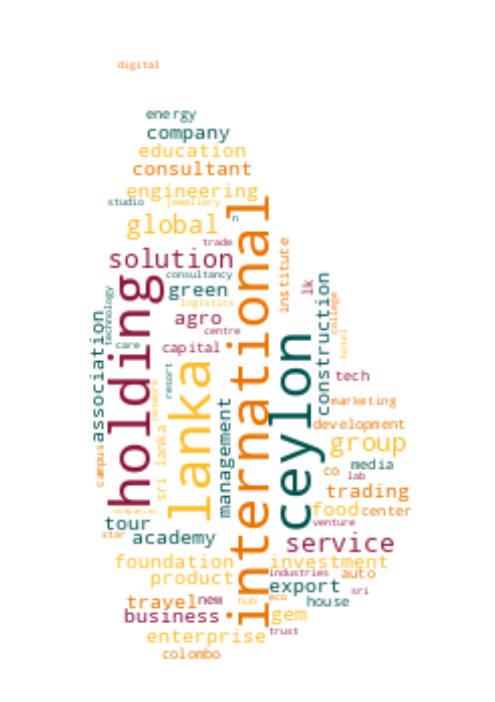 digital
energy
company
education
consultant
engineering
studio
jewellery
n
global
trade
solution
consultancy
green
logistics
agro
centre
capital
care
technology
association
holding
resort
network
lanka
sri lanka
management
international
institute
ceylon
lk
construction
college
hotel
tech
marketing
development
group
co
media
lab
trading
food
center
venture
service
campus
companies
tour
star
academy
foundation
investment
product
industries
auto
export
sri
travel
new
hub
eco
house
business
gem
enterprise
trust
colombo